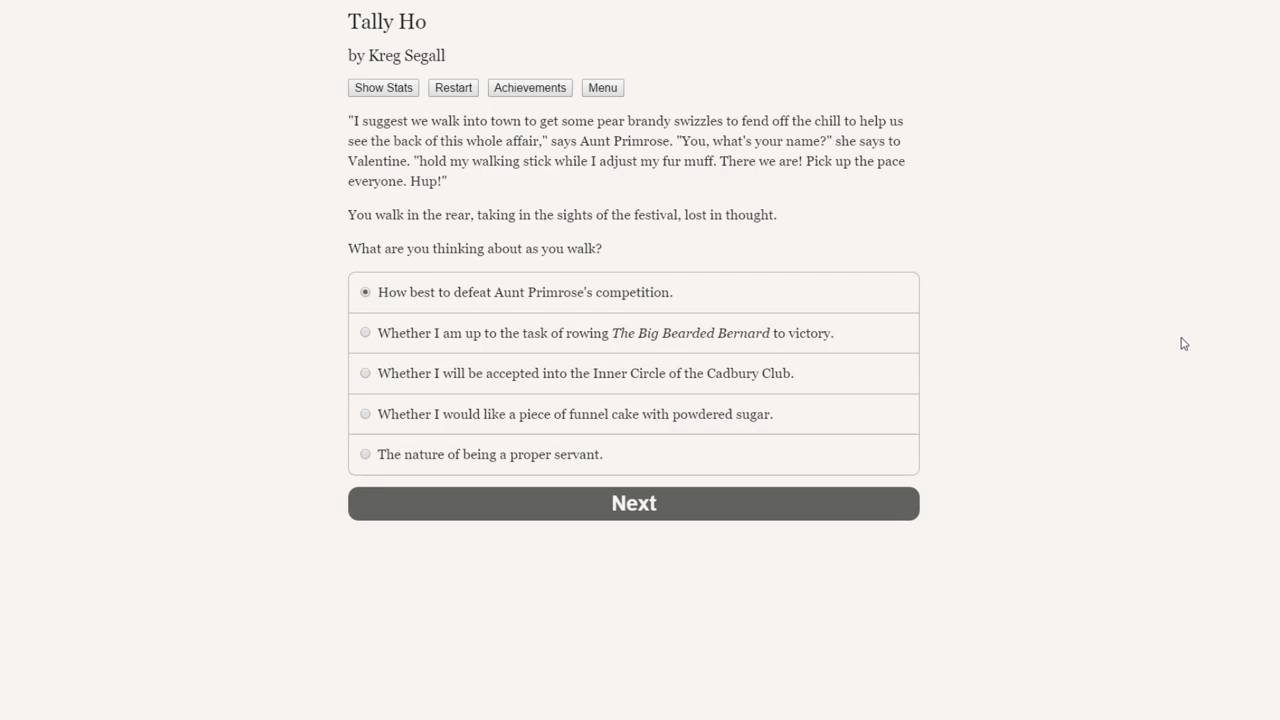 Tally Ho
by Kreg Segall
Show Stats
Restart
Achievements
Menu
"I suggest we walk into town to get some pear brandy swizzles to fend off the chill to help us
see the back of this whole affair," says Aunt Primrose. "You, what's your name?" she says to
Valentine. "hold my walking stick while I adjust my fur muff. There we are! Pick up the pace
everyone. Hup!"
You walk in the rear, taking in the sights of the festival, lost in thought.
What are you thinking about as you walk?
How best to defeat Aunt Primrose's competition.
Whether I am up to the task of rowing The Big Bearded Bernard to victory.
Whether I will be accepted into the Inner Circle of the Cadbury Club.
Whether I would like a piece of funnel cake with powdered sugar.
The nature of being a proper servant.
Next